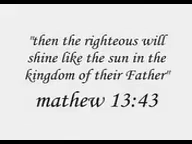 "then the righteous will
shine like the sun in the
kingdom of their Father"
mathew 13:43